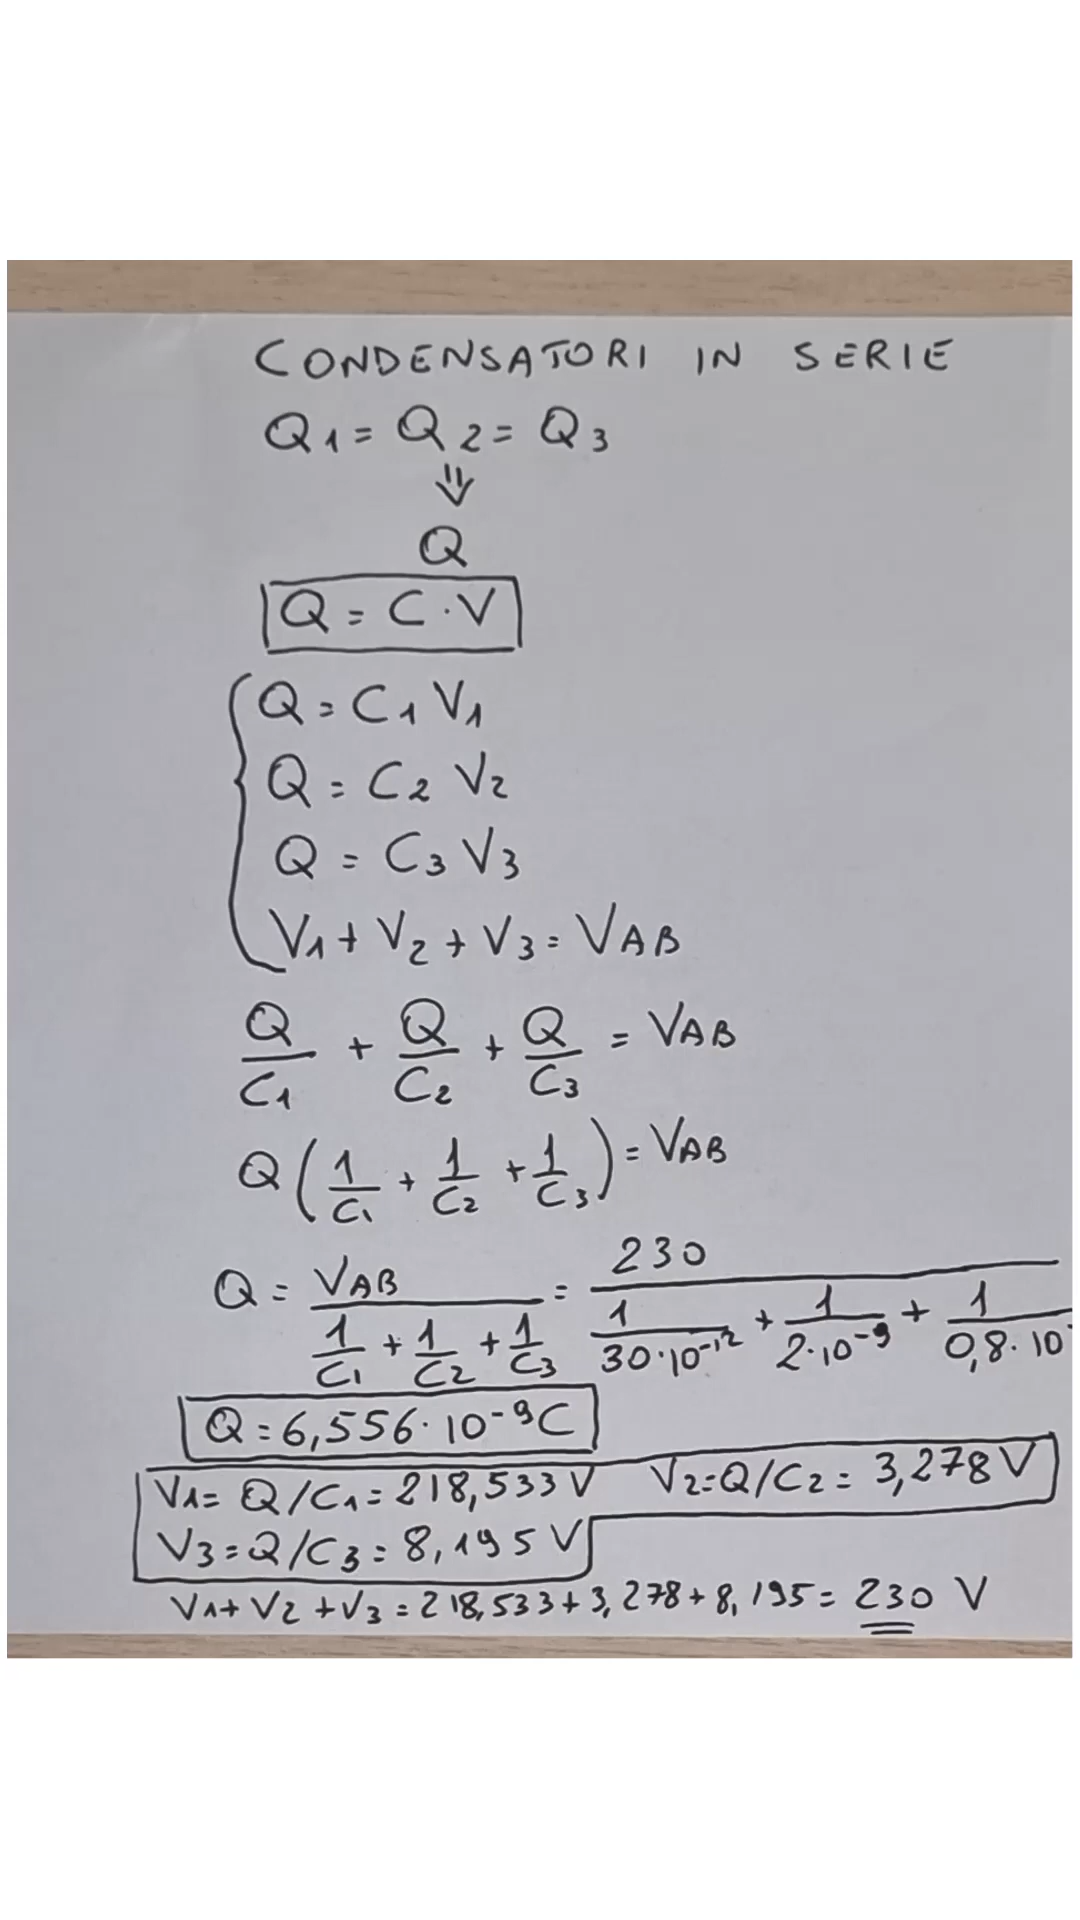 CONDENSATORI IN SERIE
Q1 = Q2 = Q3
⇓
Q
Q = C·V
Q = C1 V1
Q = C2 V2
Q = C3 V3
V1 + V2 + V3 = VAB
Q/C1 + Q/C2 + Q/C3 = VAB
Q(1/C1 + 1/C2 + 1/C3) = VAB
Q = VAB / (1/C1 + 1/C2 + 1/C3) = 230 / (1/30·10⁻¹² + 1/2·10⁻⁹ + 1/0,8·10
Q = 6,556·10⁻⁹C
V1 = Q/C1 = 218,533 V V2 = Q/C2 = 3,278 V
V3 = Q/C3 = 8,195 V
V1 + V2 + V3 = 218,533 + 3,278 + 8,195 = 230 V